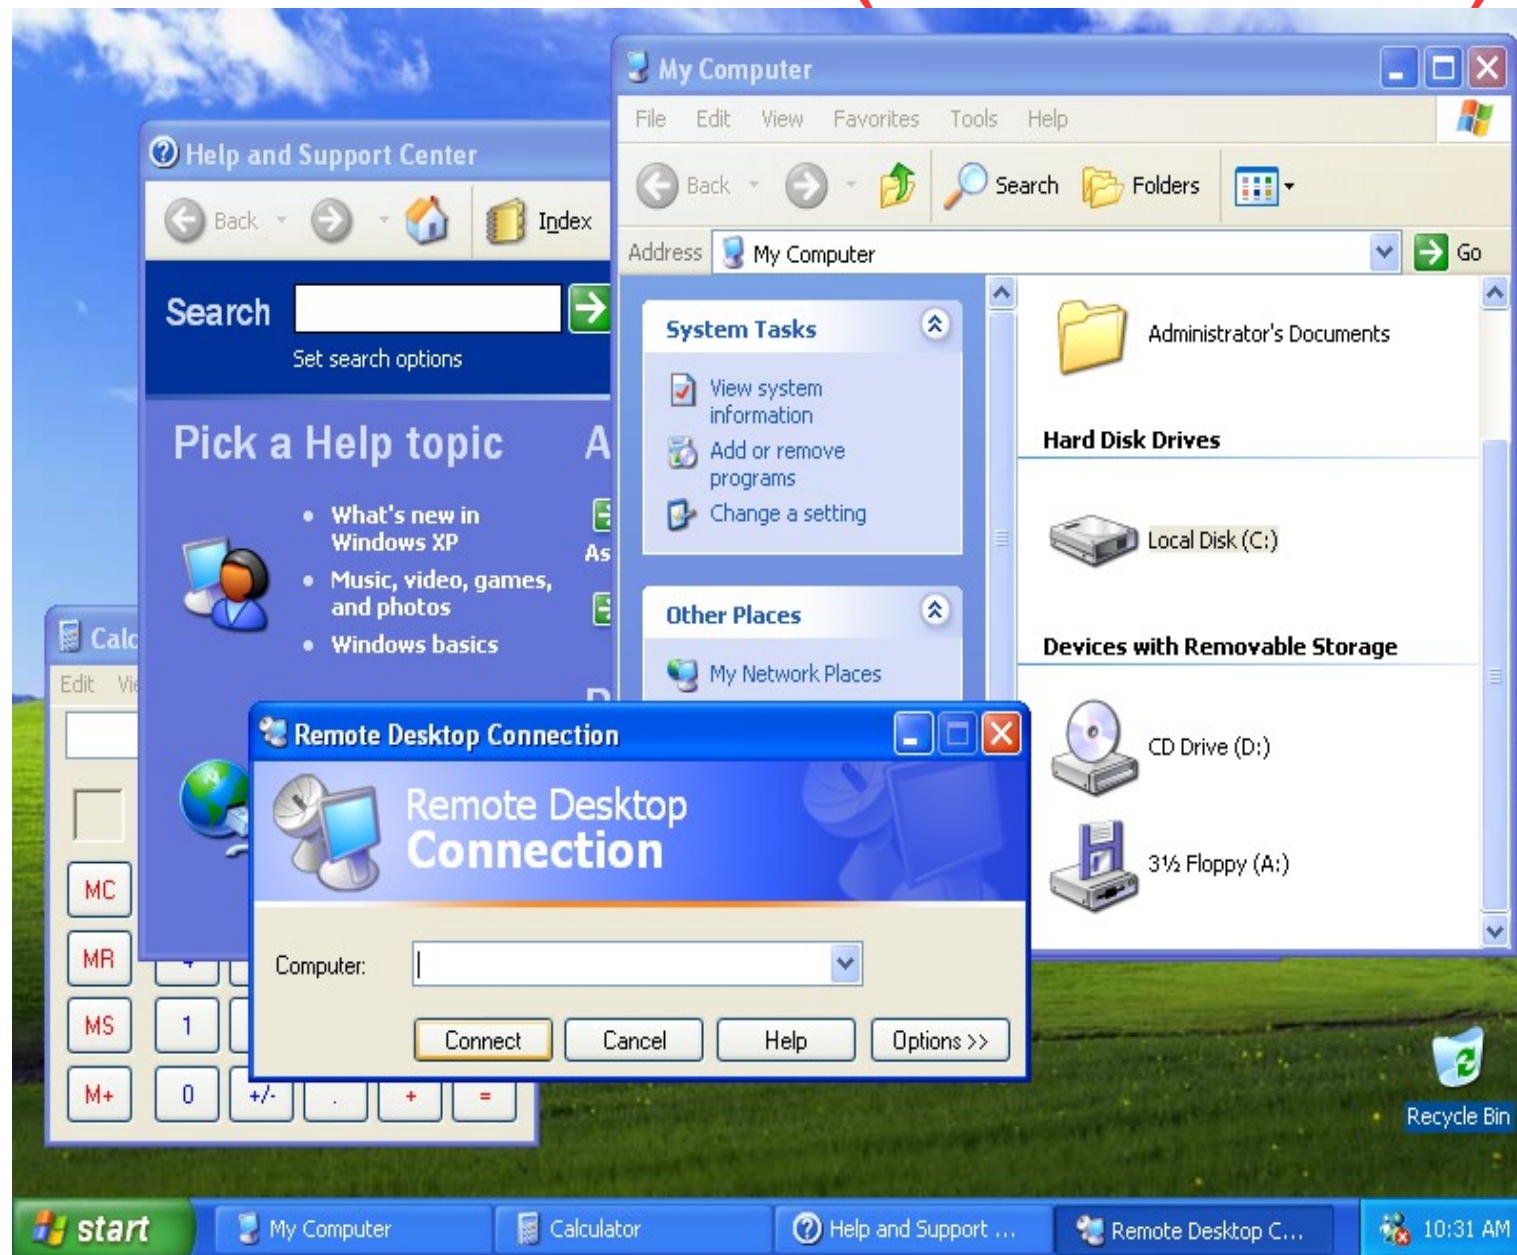 My Computer
File Edit View Favorites Tools Help
Back Search Folders
Address My Computer Go
System Tasks
View system
information
Add or remove
programs
Change a setting
Other Places
My Network Places
Administrator's Documents
Hard Disk Drives
Local Disk (C:)
Devices with Removable Storage
CD Drive (D:)
3½ Floppy (A:)
Help and Support Center
Back Index
Search
Set search options
Pick a Help topic
What's new in
Windows XP
Music, video, games,
and photos
Windows basics
A
As
Calc
Edit Vie
MC
MR
MS 1
M+ 0 +/- . + =
Remote Desktop Connection
Remote Desktop
Connection
Computer:
Connect Cancel Help Options >>
Recycle Bin
start My Computer Calculator Help and Support ... Remote Desktop C... 10:31 AM